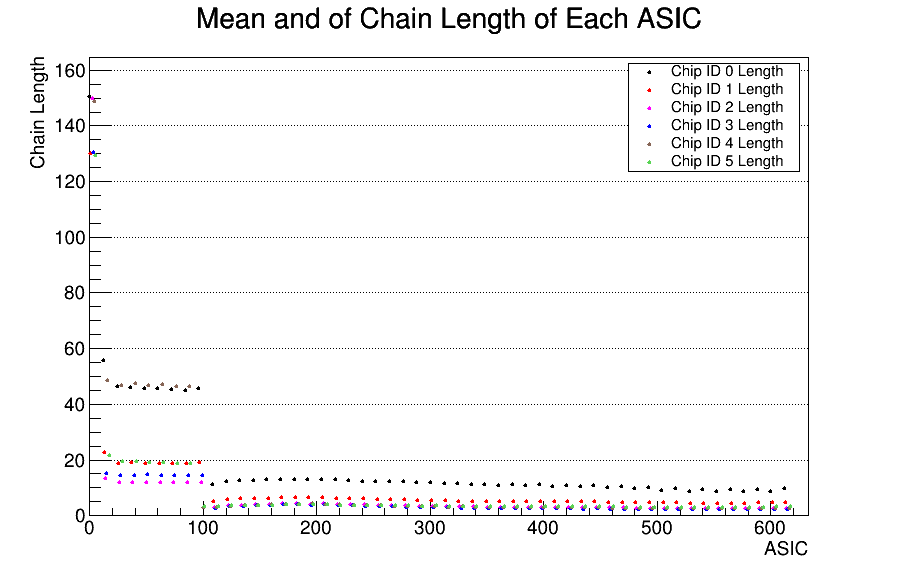 Mean and of Chain Length of Each ASIC
Chain Length
160
140
120
100
80
60
40
20
0
Chip ID 0 Length
Chip ID 1 Length
Chip ID 2 Length
Chip ID 3 Length
Chip ID 4 Length
Chip ID 5 Length
0 100 200 300 400 500 600
ASIC